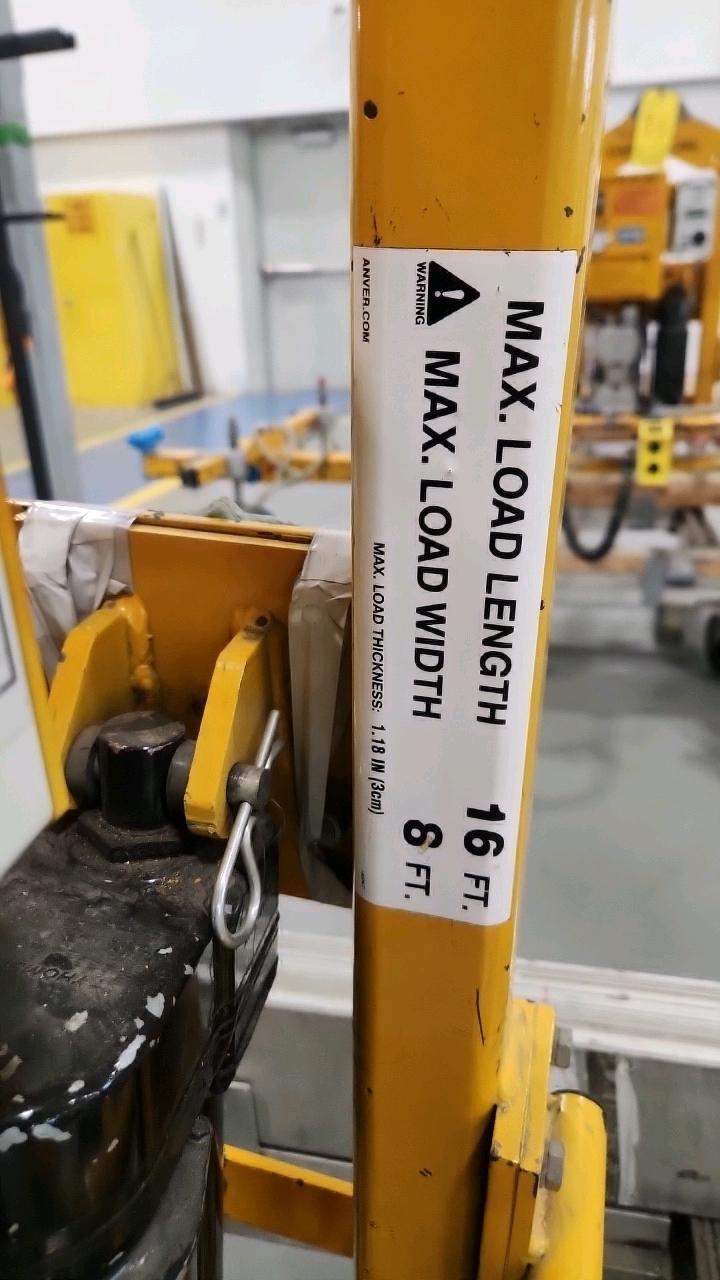 MAX. LOAD LENGTH 16 FT.
WARNING
MAX. LOAD WIDTH 8 FT.
MAX. LOAD THICKNESS: 1.18 IN (3cm)
ANVER.COM